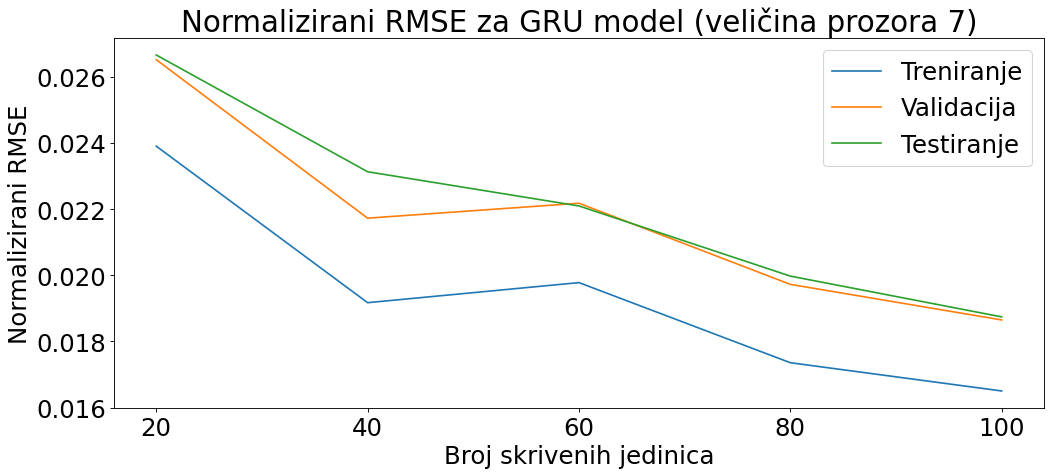 Normalizirani RMSE za GRU model (veličina prozora 7)
Normalizirani RMSE
0.026
0.024
0.022
0.020
0.018
0.016
Treniranje
Validacija
Testiranje
20 40 60 80 100
Broj skrivenih jedinica